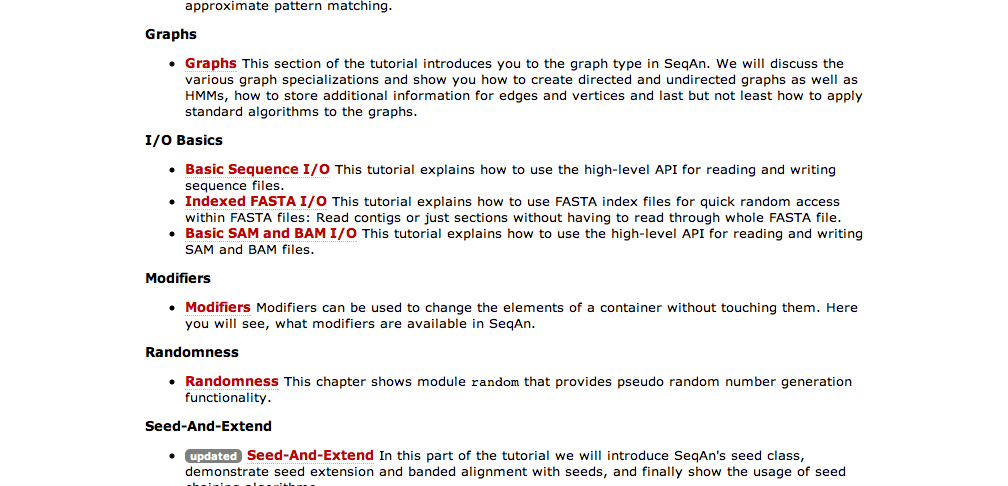 approximate pattern matching.
Graphs
• Graphs This section of the tutorial introduces you to the graph type in SeqAn. We will discuss the
various graph specializations and show you how to create directed and undirected graphs as well as
HMMs, how to store additional information for edges and vertices and last but not least how to apply
standard algorithms to the graphs.
I/O Basics
• Basic Sequence I/O This tutorial explains how to use the high-level API for reading and writing
sequence files.
• Indexed FASTA I/O This tutorial explains how to use FASTA index files for quick random access
within FASTA files: Read contigs or just sections without having to read through whole FASTA file.
• Basic SAM and BAM I/O This tutorial explains how to use the high-level API for reading and writing
SAM and BAM files.
Modifiers
• Modifiers Modifiers can be used to change the elements of a container without touching them. Here
you will see, what modifiers are available in SeqAn.
Randomness
• Randomness This chapter shows module random that provides pseudo random number generation
functionality.
Seed-And-Extend
• updated Seed-And-Extend In this part of the tutorial we will introduce SeqAn's seed class,
demonstrate seed extension and banded alignment with seeds, and finally show the usage of seed
chaining algorithms